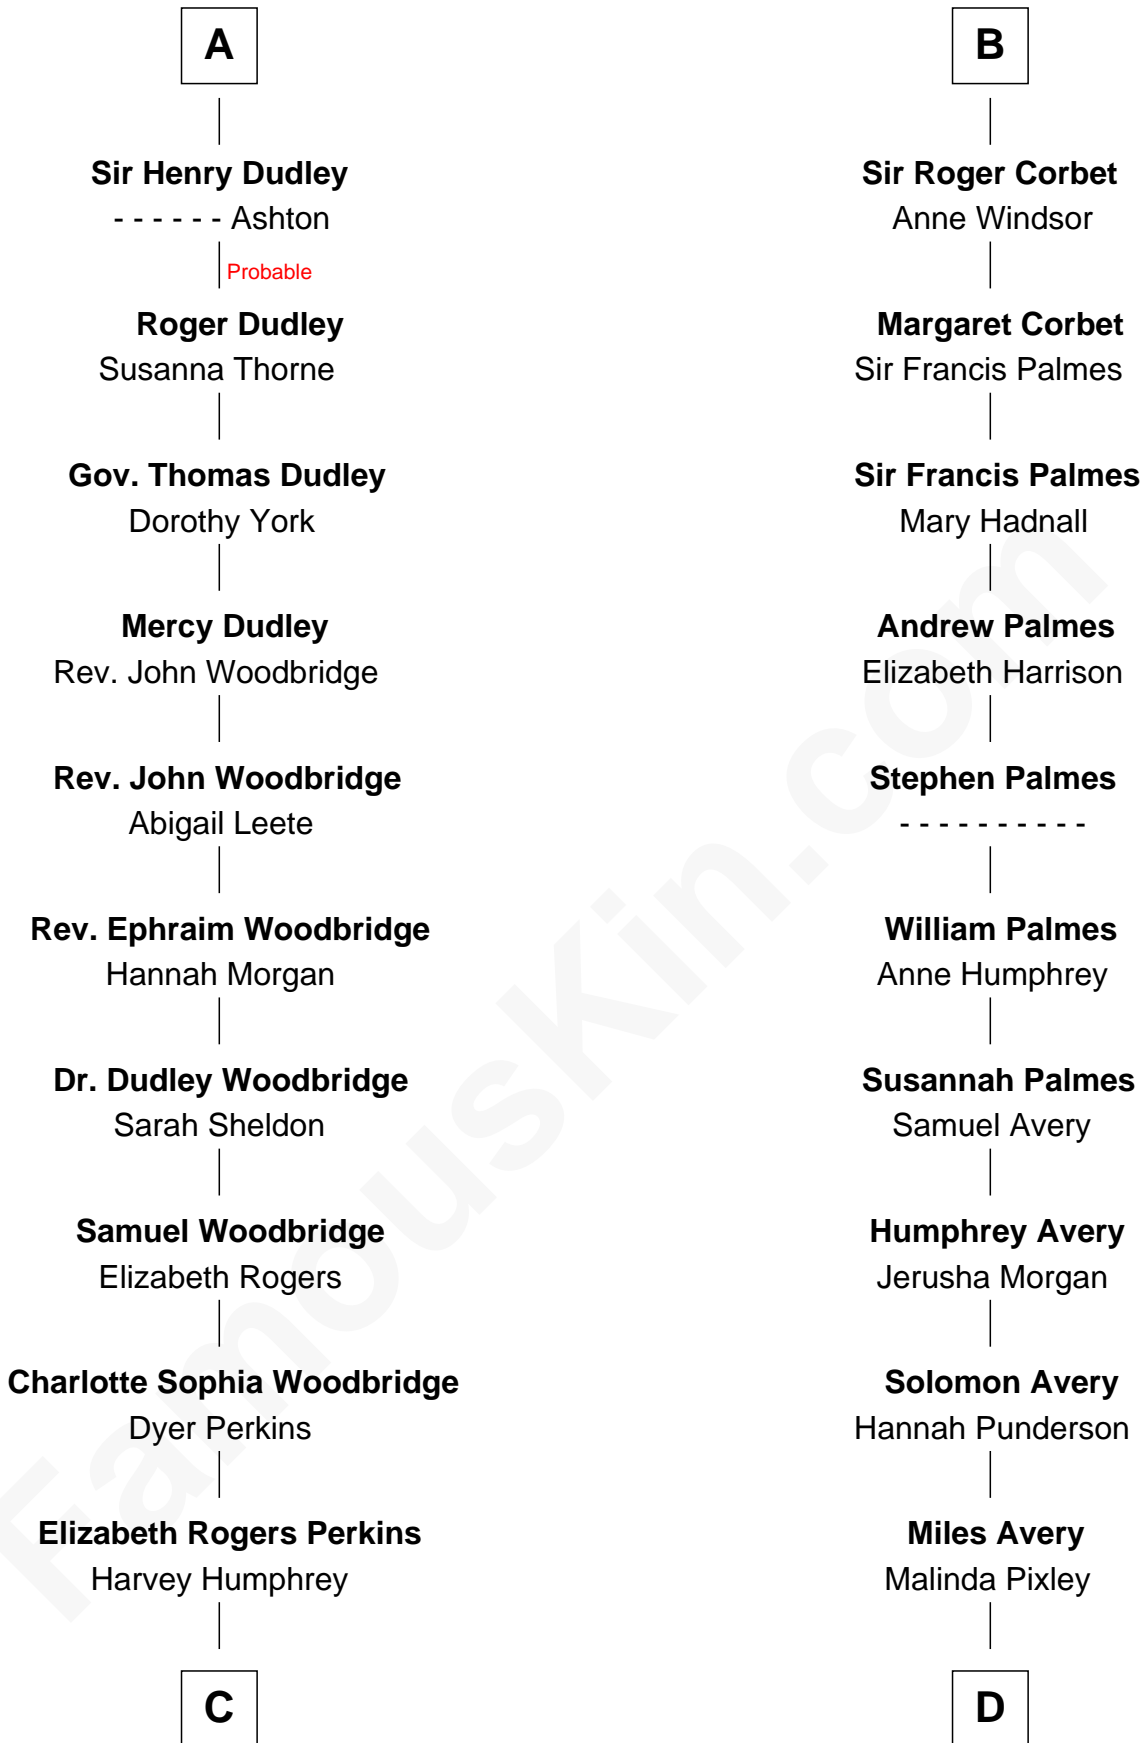 A
Sir Henry Dudley
- - - - - - Ashton
Probable
Roger Dudley
Susanna Thorne
Gov. Thomas Dudley
Dorothy York
Mercy Dudley
Rev. John Woodbridge
Rev. John Woodbridge
Abigail Leete
Rev. Ephraim Woodbridge
Hannah Morgan
Dr. Dudley Woodbridge
Sarah Sheldon
Samuel Woodbridge
Elizabeth Rogers
Charlotte Sophia Woodbridge
Dyer Perkins
Elizabeth Rogers Perkins
Harvey Humphrey
C
B
Sir Roger Corbet
Anne Windsor
Margaret Corbet
Sir Francis Palmes
Sir Francis Palmes
Mary Hadnall
Andrew Palmes
Elizabeth Harrison
Stephen Palmes
- - - - - - - - - -
William Palmes
Anne Humphrey
Susannah Palmes
Samuel Avery
Humphrey Avery
Jerusha Morgan
Solomon Avery
Hannah Punderson
Miles Avery
Malinda Pixley
D
FamousKin.com